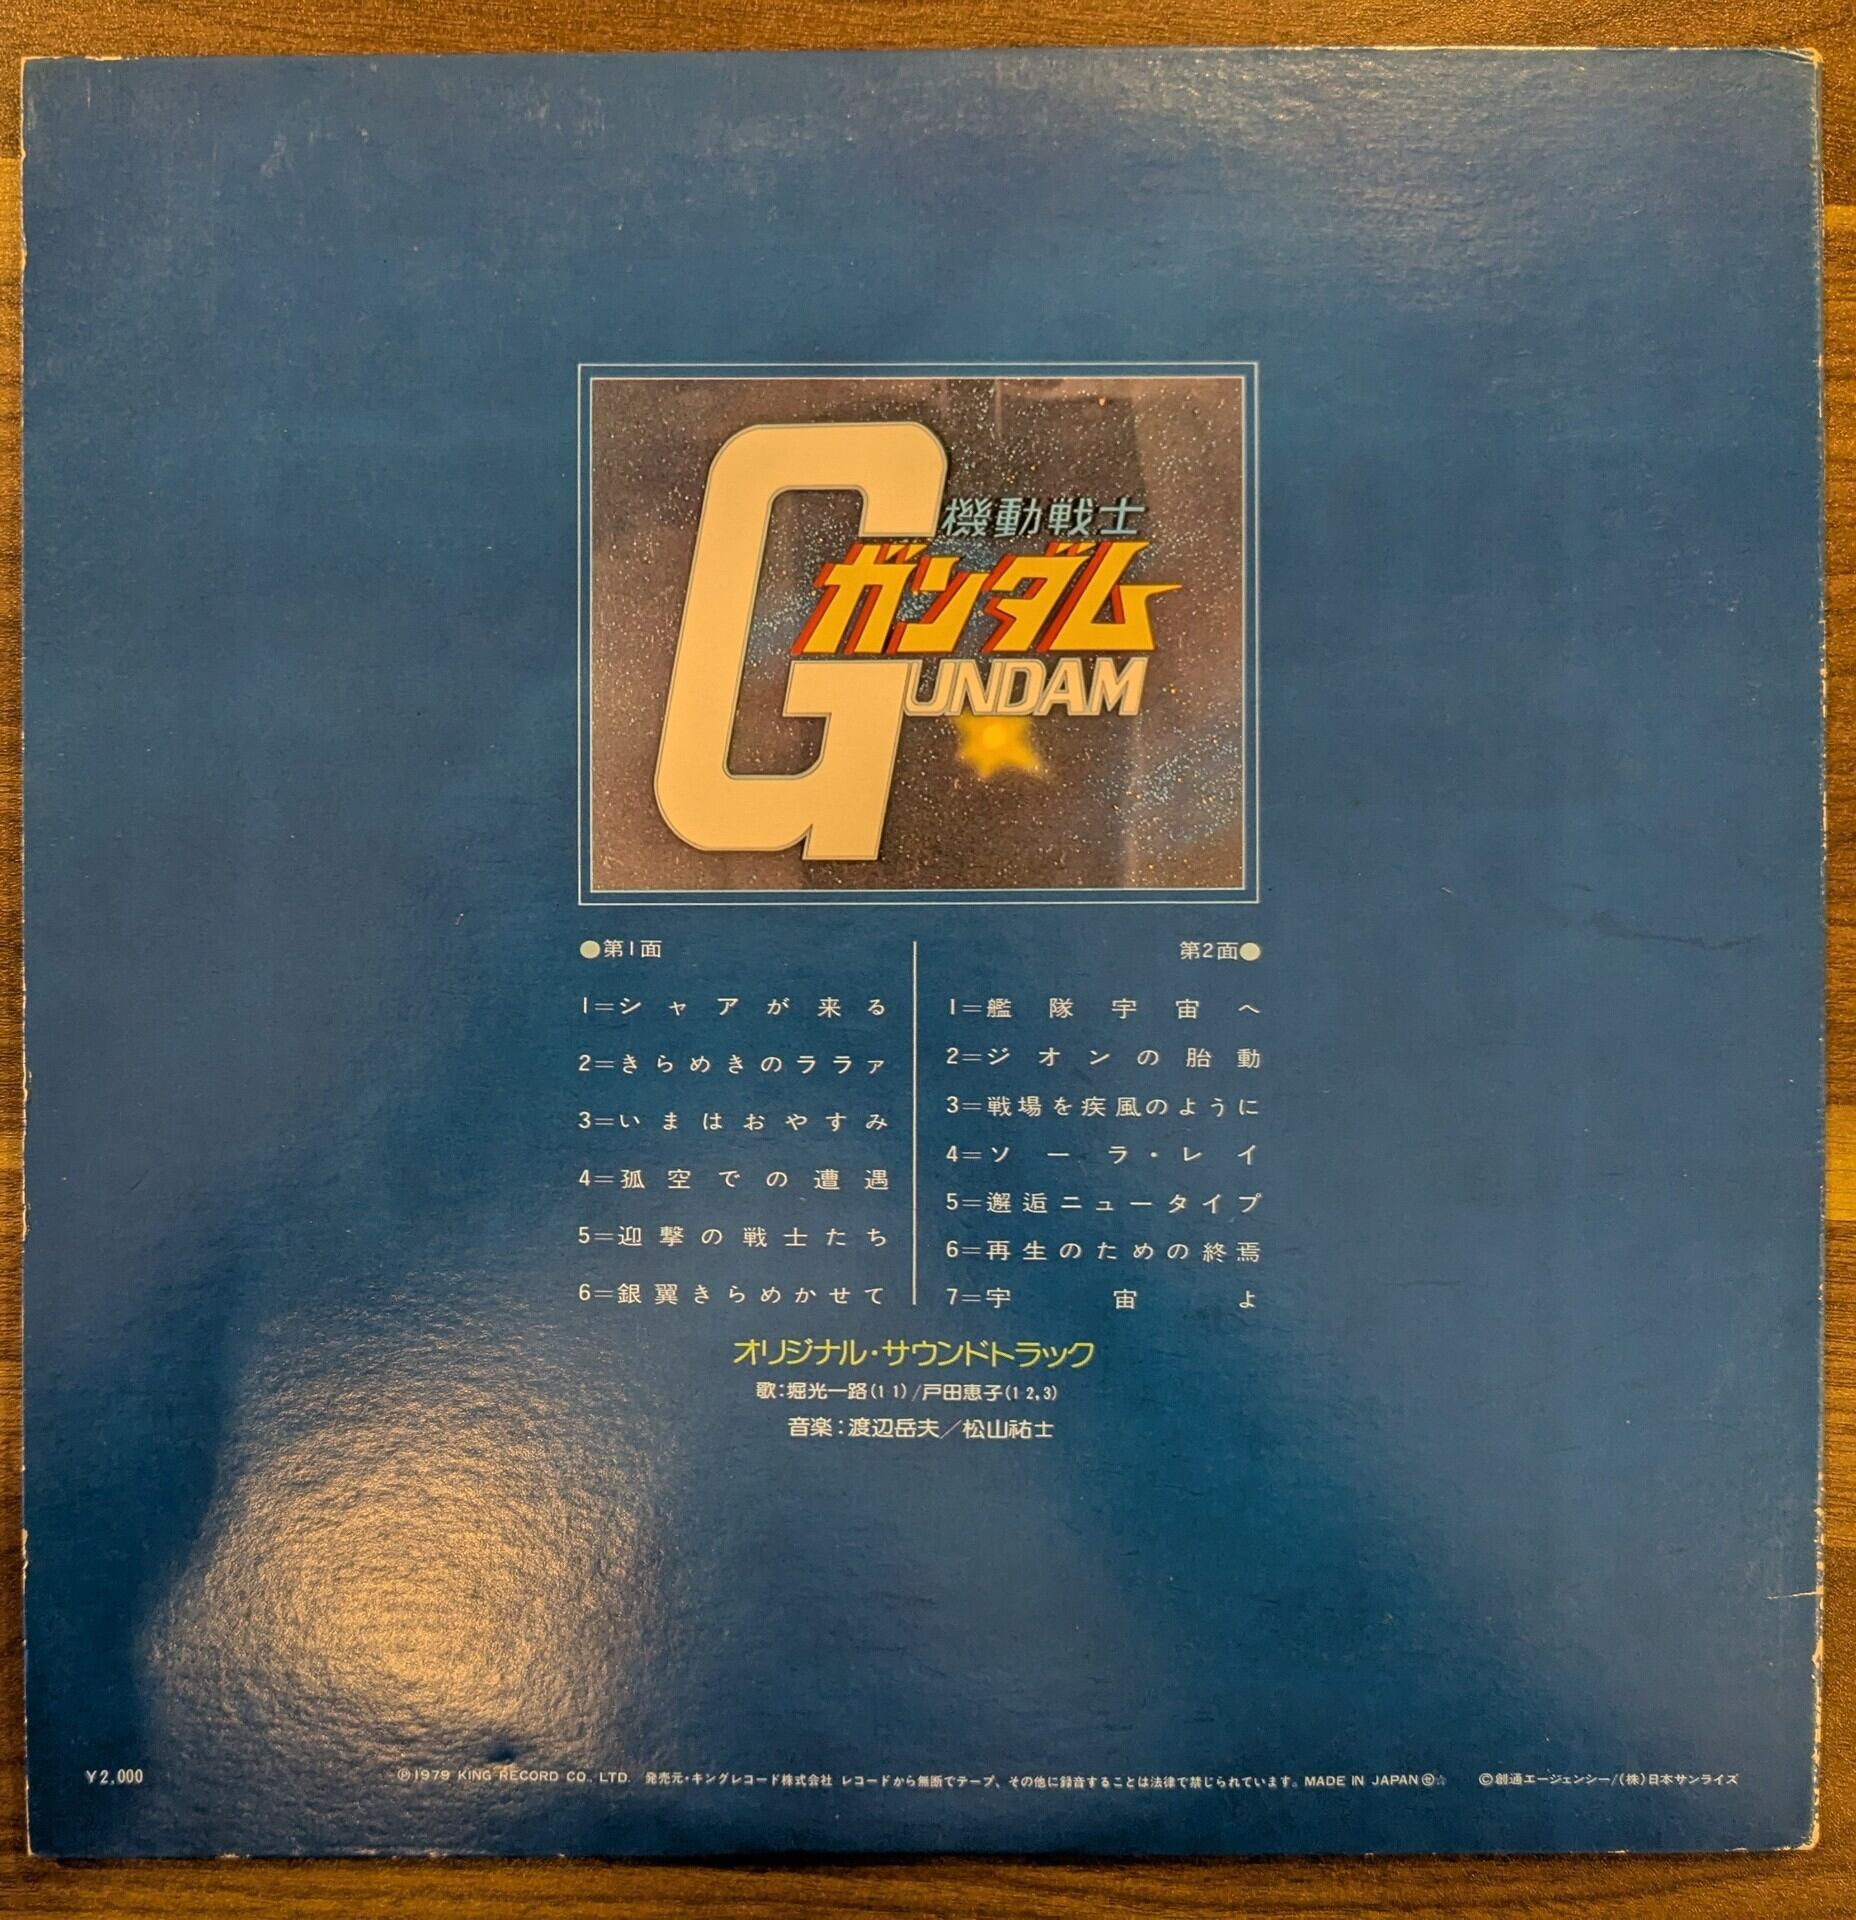 機動戦士
ガンダム
GUNDAM
●第1面
1=シャアが来る
2=きらめきのララァ
3=いまはおやすみ
4=孤空での遭遇
5=迎撃の戦士たち
6=銀翼きらめかせて
第2面●
1=艦隊宇宙へ
2=ジオンの胎動
3=戦場を疾風のように
4=ソーラ・レイ
5=邂逅ニュータイプ
6=再生のための終焉
7=宇宙よ
オリジナル・サウンドトラック
歌:堀光一路(1 1)/戸田恵子(1 2,3)
音楽:渡辺岳夫/松山祐士
¥2,000
Ⓟ1979 KING RECORD CO., LTD. 発売元・キングレコード株式会社 レコードから無断でテープ、その他に録音することは法律で禁じられています。MADE IN JAPAN
©創通エージェンシー/(株)日本サンライズ